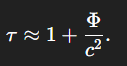 τ ≈ 1 + Φ/c².